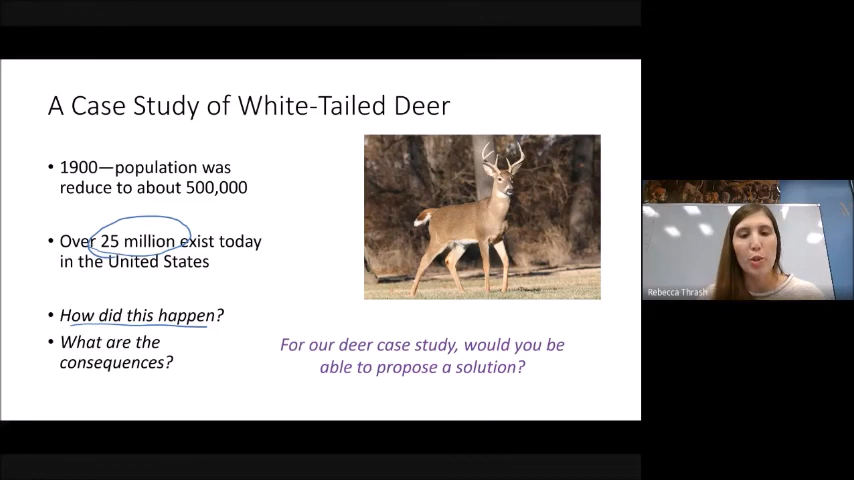 A Case Study of White-Tailed Deer
• 1900—population was
reduce to about 500,000
• Over 25 million exist today
in the United States
• How did this happen?
• What are the
consequences?
For our deer case study, would you be
able to propose a solution?
Rebecca Thrash